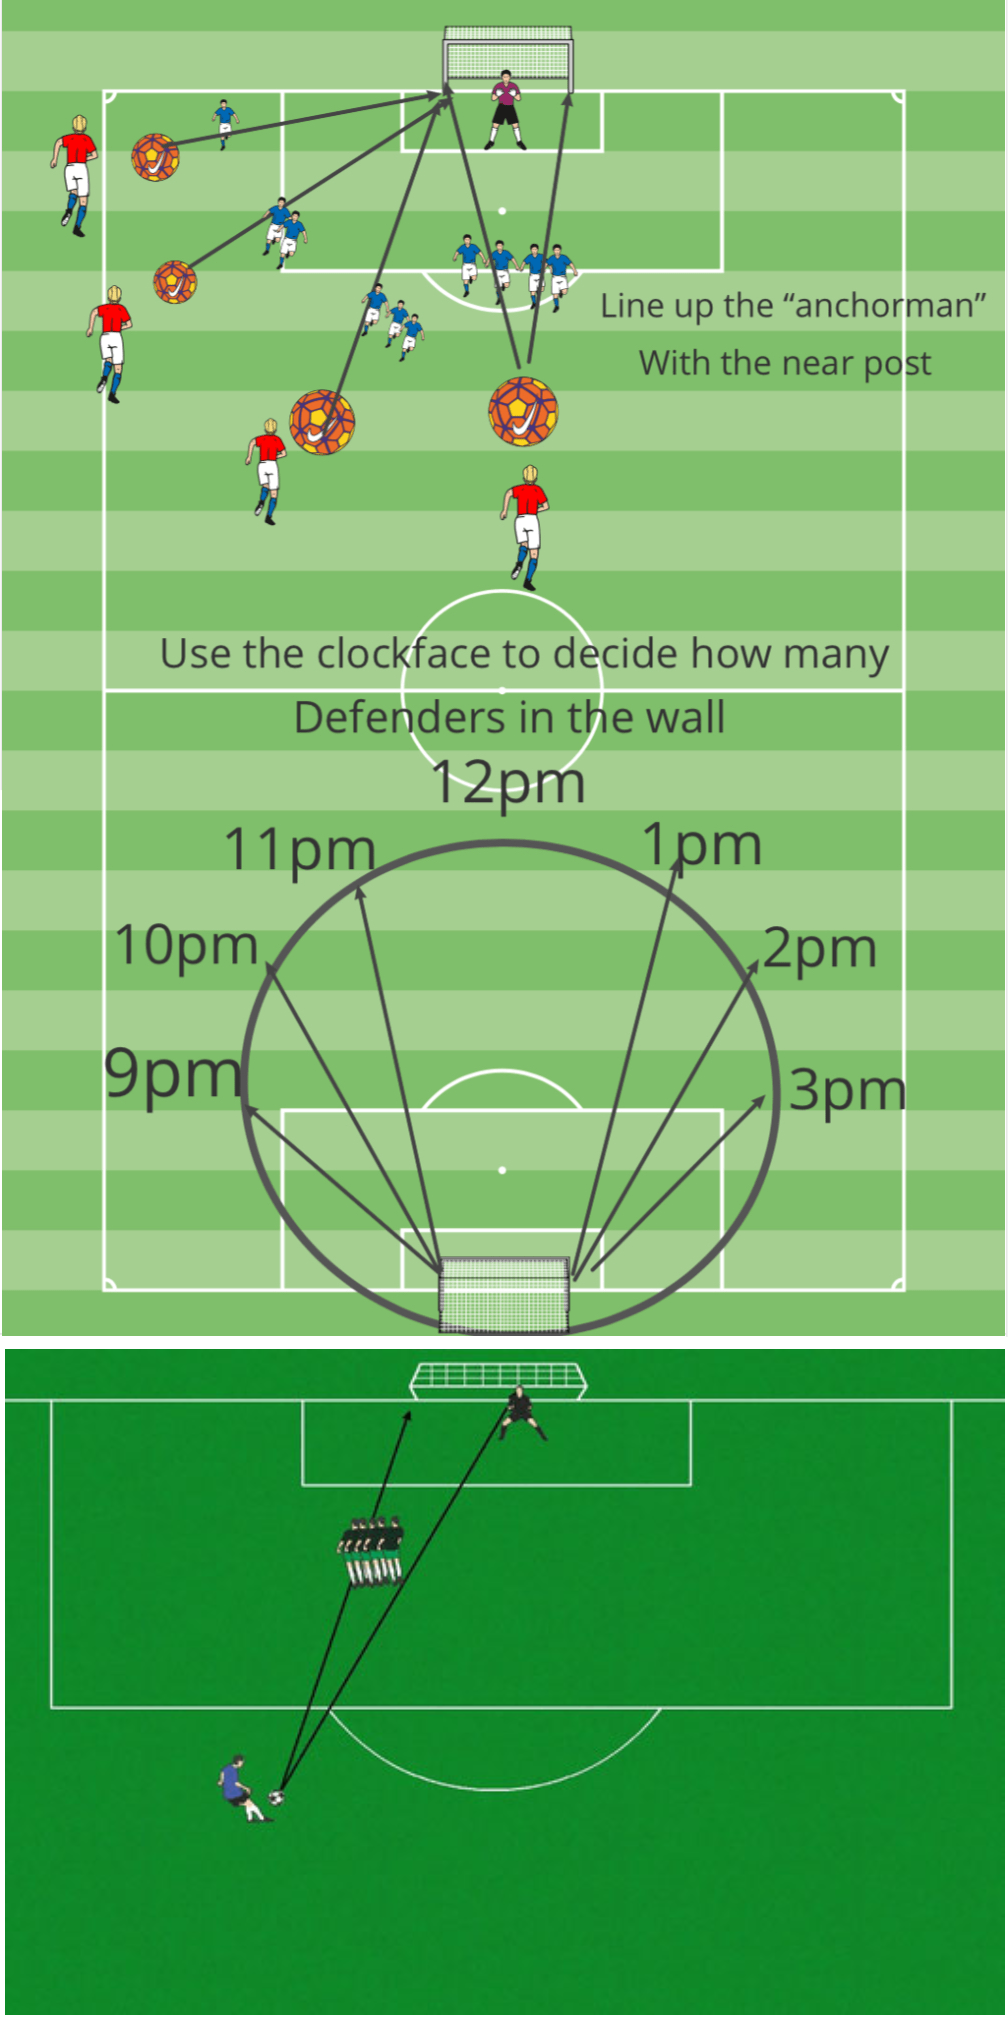 Line up the “anchorman”
With the near post
Use the clockface to decide how many
Defenders in the wall
12pm
11pm
1pm
10pm
2pm
9pm
3pm